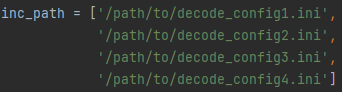 inc_path = ['/path/to/decode_config1.ini',
'/path/to/decode_config2.ini',
'/path/to/decode_config3.ini',
'/path/to/decode_config4.ini']